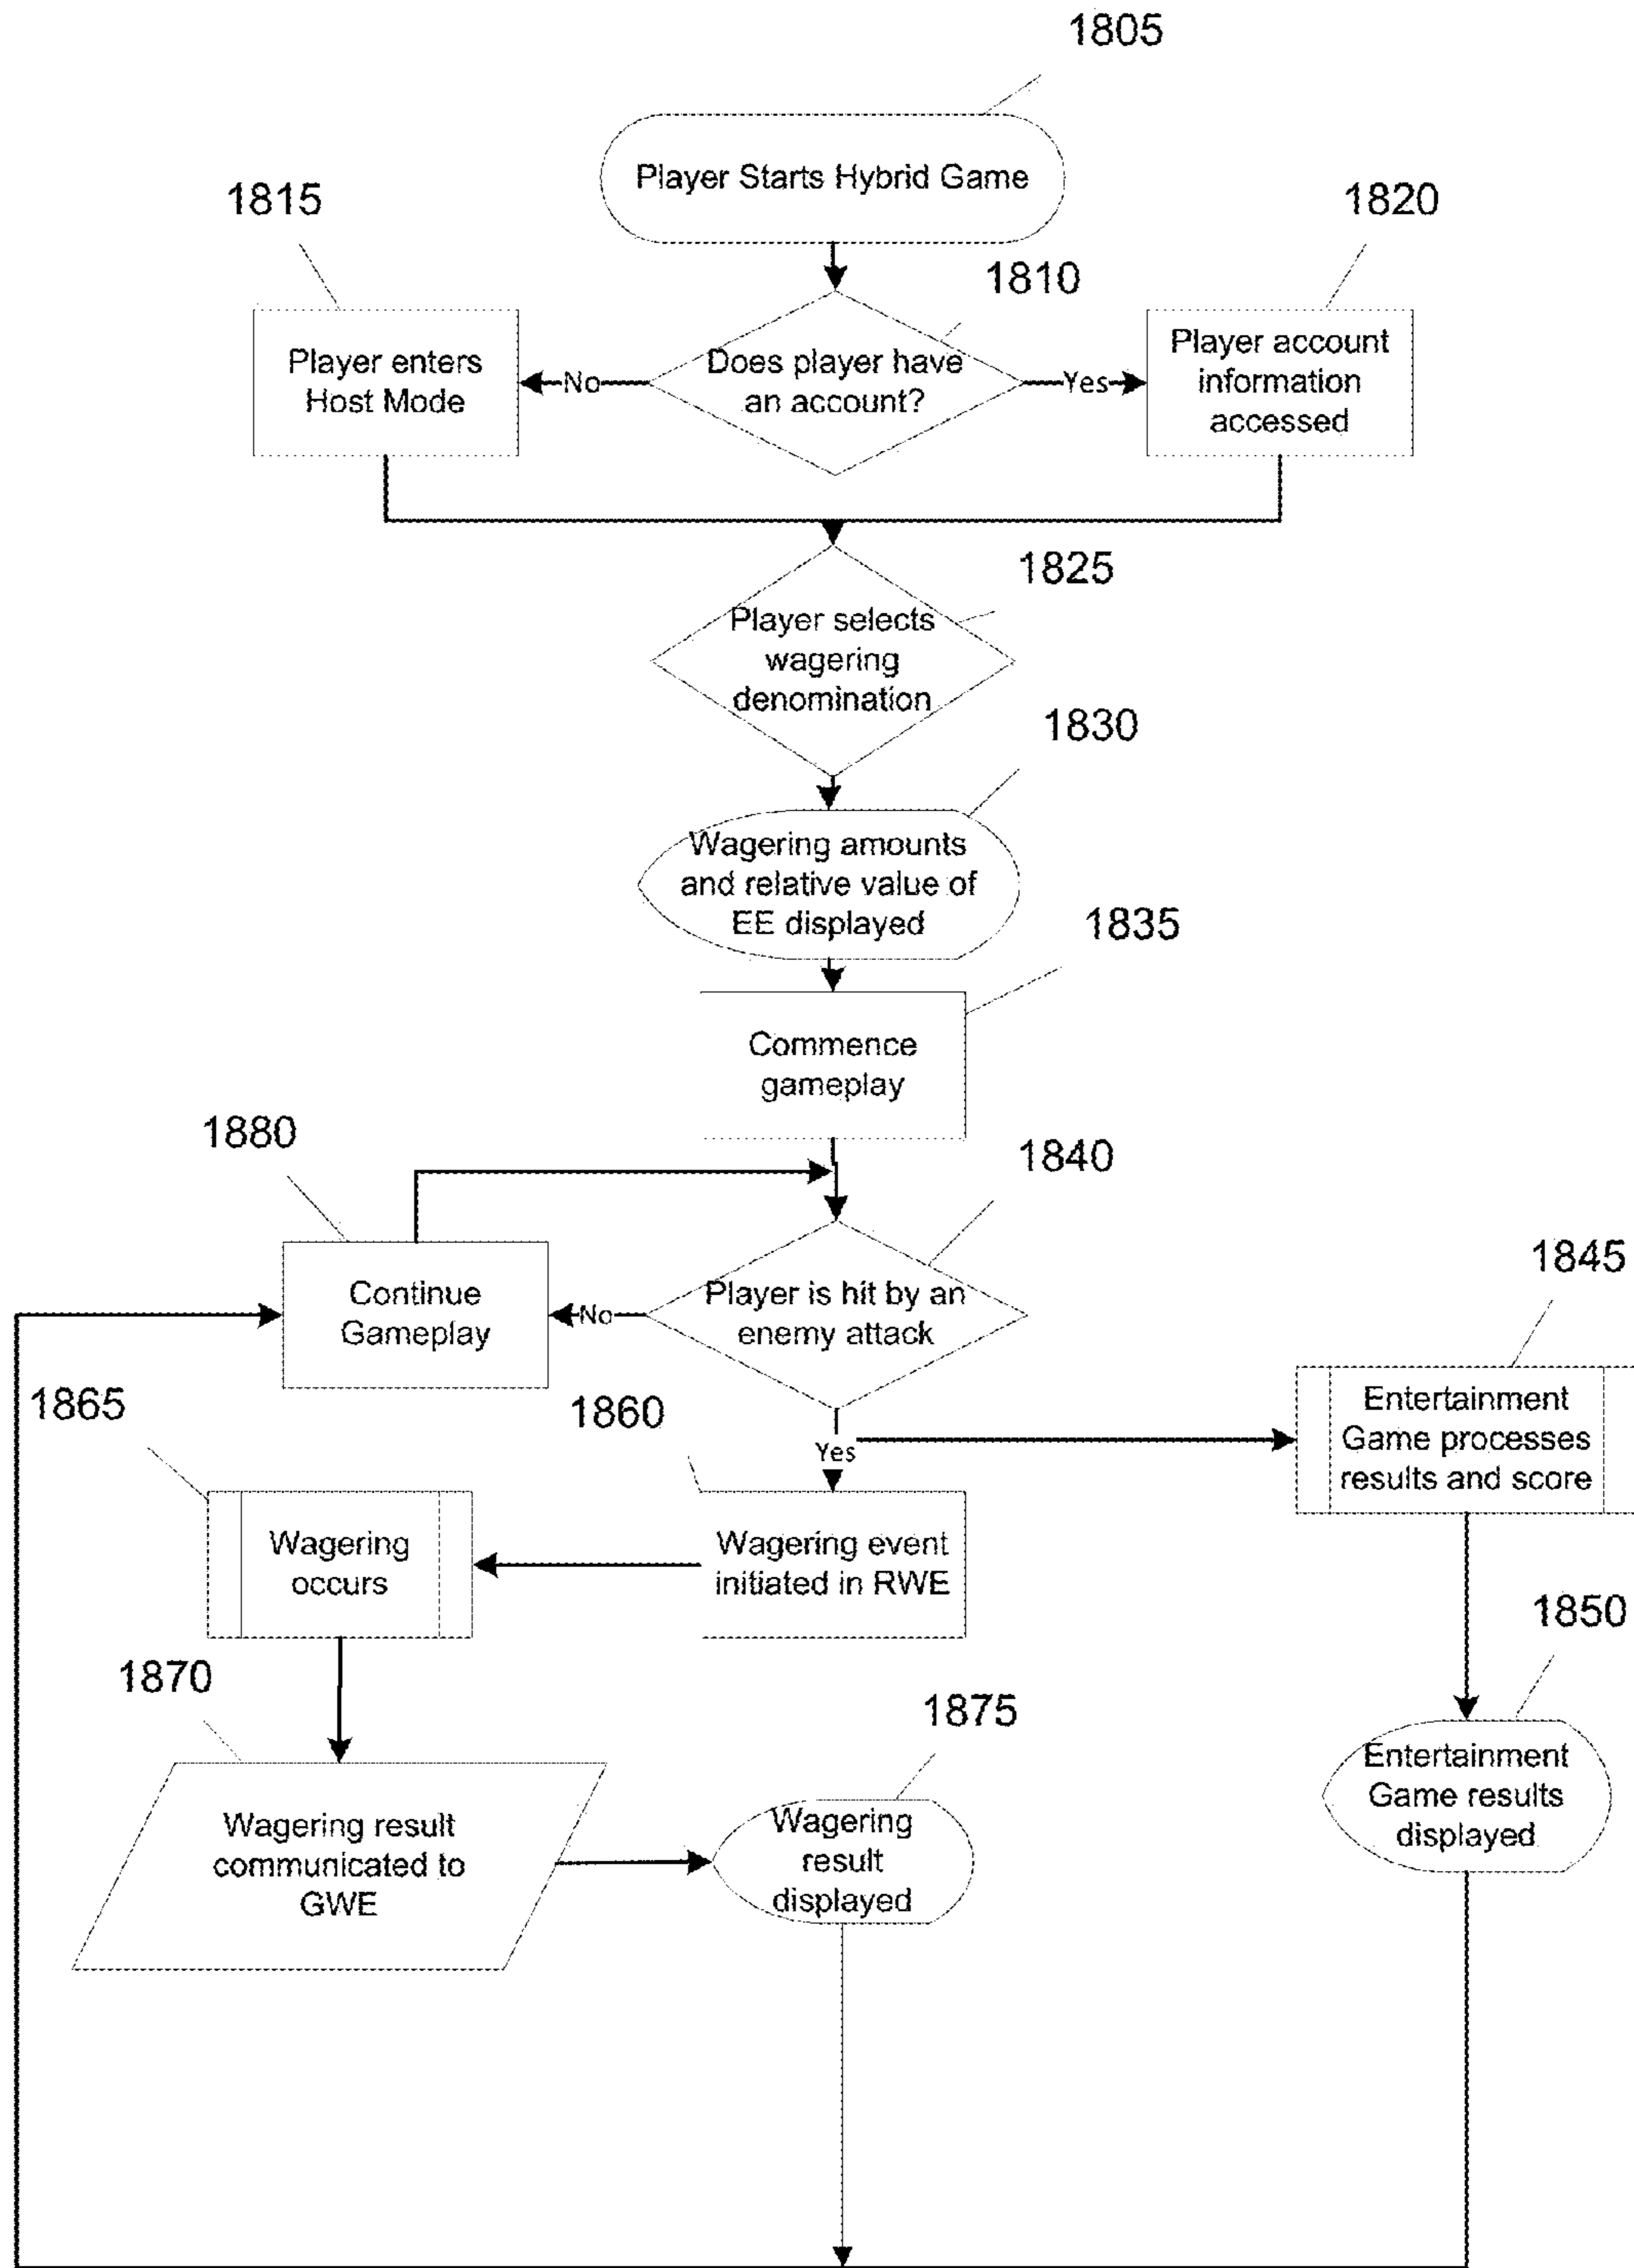 1805
Player Starts Hybrid Game
1815
1820
1810
Player enters
Host Mode
No
Does player have
an account?
Yes
Player account
information
accessed
1825
Player selects
wagering
denomination
1830
Wagering amounts
and relative value of
EE displayed
1835
Commence
gameplay
1880
1840
Continue
Gameplay
No
Player is hit by an
enemy attack
1845
Entertainment
Game processes
results and score
1865
1860
Yes
Wagering
occurs
Wagering event
initiated in RWE
1850
1870
1875
Wagering result
communicated to
GWE
Wagering
result
displayed
Entertainment
Game results
displayed